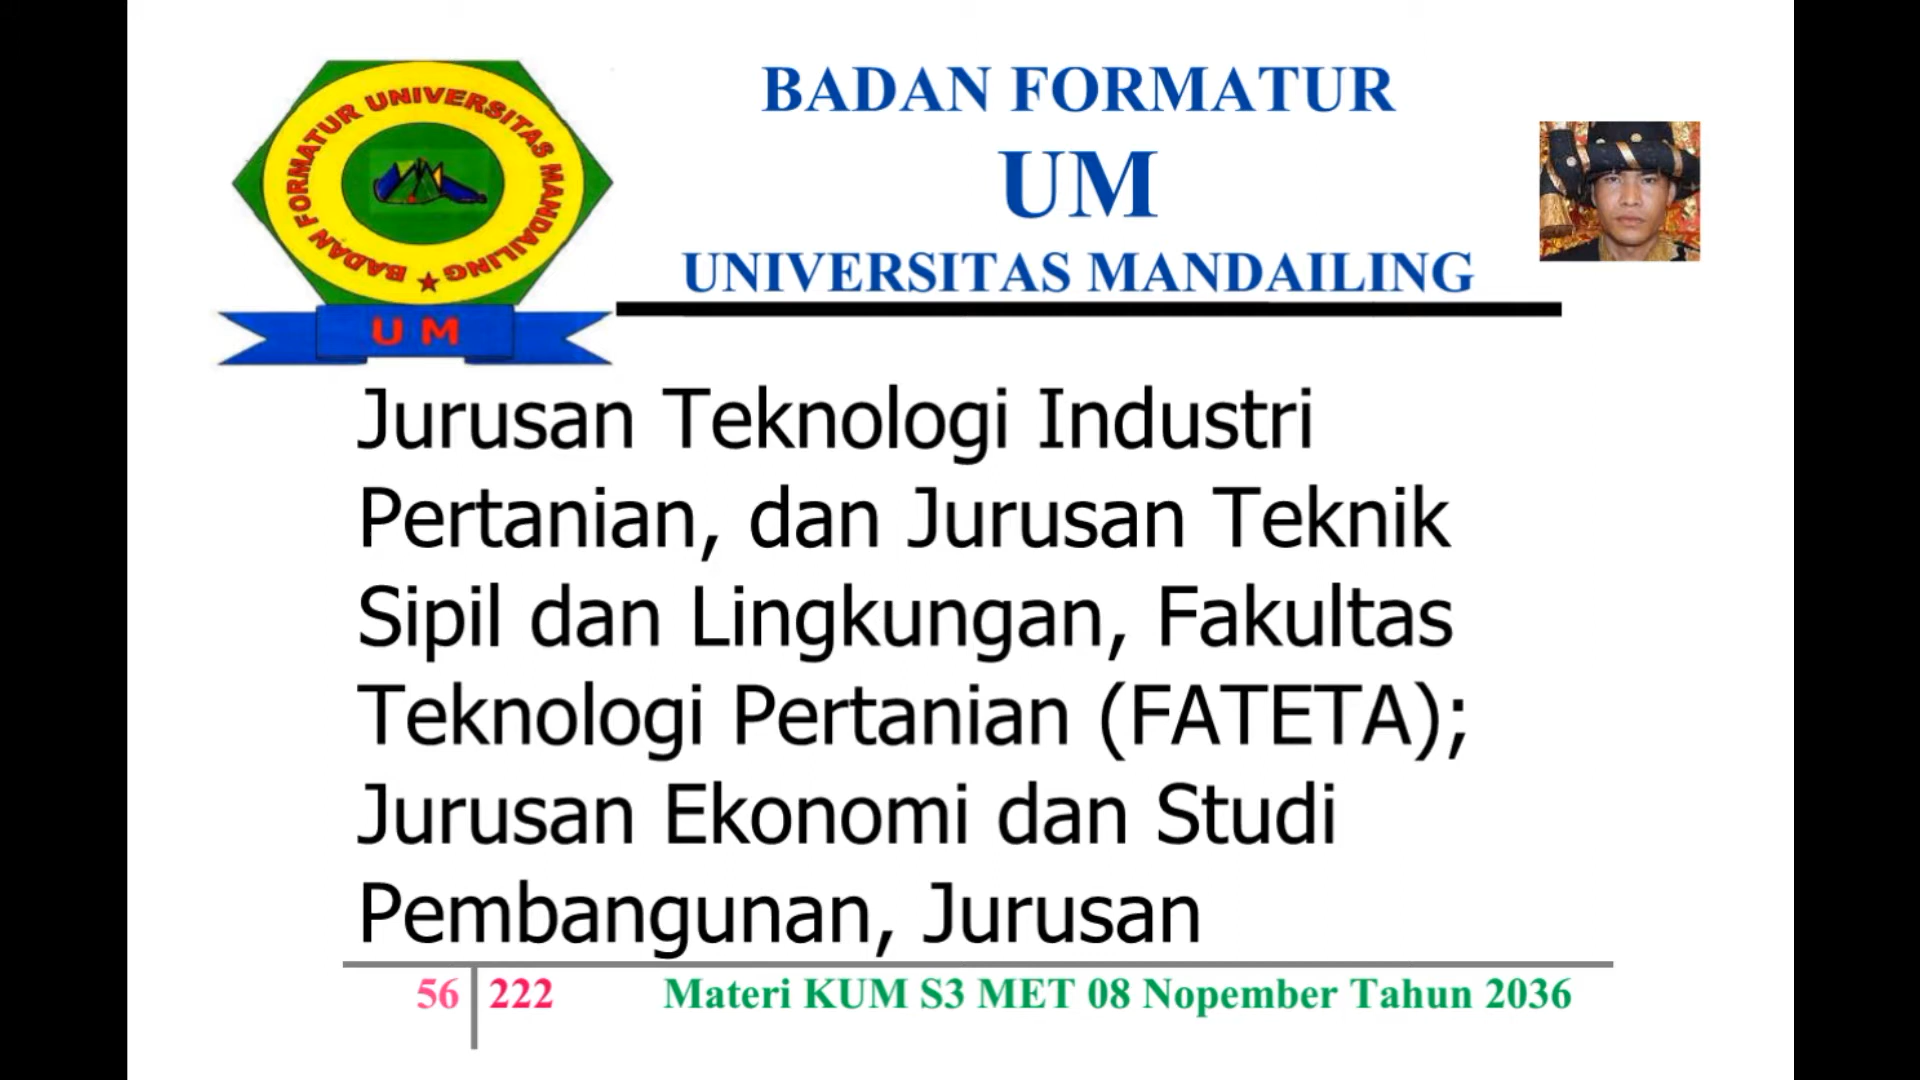 BADAN FORMATUR UNIVERSITAS MANDAILING
U M
BADAN FORMATUR
UM
UNIVERSITAS MANDAILING
Jurusan Teknologi Industri
Pertanian, dan Jurusan Teknik
Sipil dan Lingkungan, Fakultas
Teknologi Pertanian (FATETA);
Jurusan Ekonomi dan Studi
Pembangunan, Jurusan
56 222 Materi KUM S3 MET 08 Nopember Tahun 2036